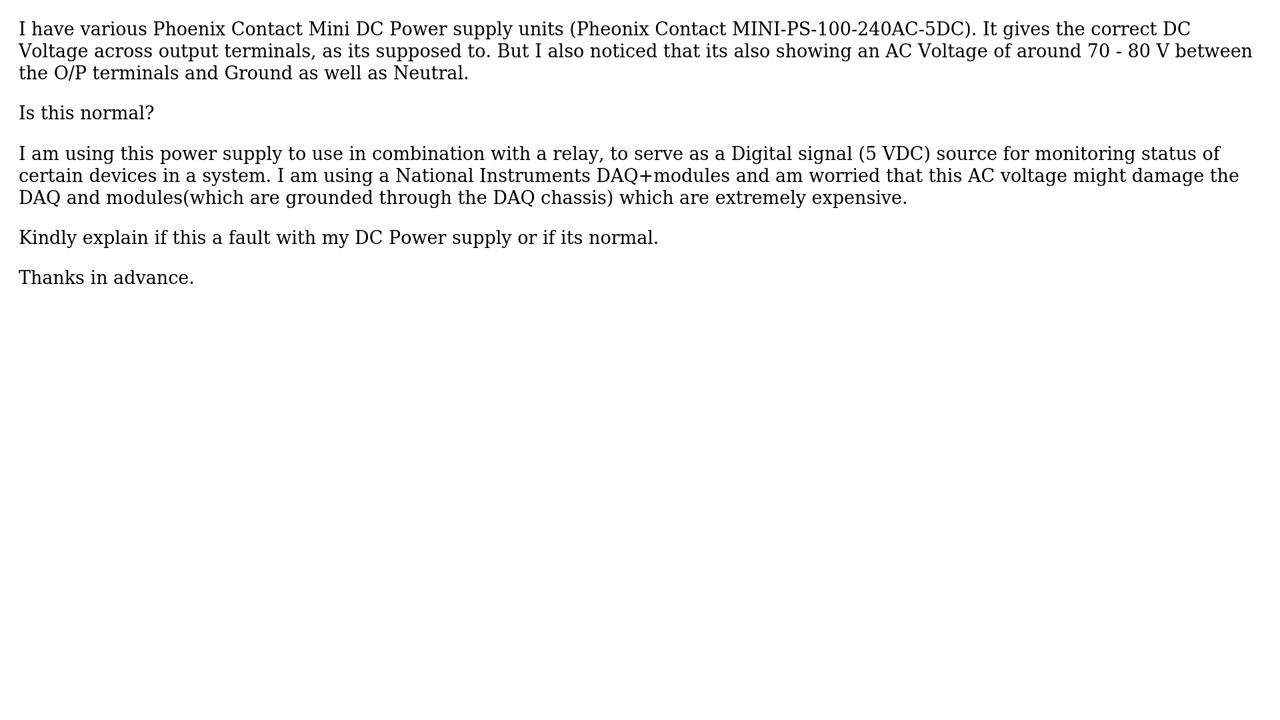 I have various Phoenix Contact Mini DC Power supply units (Pheonix Contact MINI-PS-100-240AC-5DC). It gives the correct DC
Voltage across output terminals, as its supposed to. But I also noticed that its also showing an AC Voltage of around 70 - 80 V between
the O/P terminals and Ground as well as Neutral.
Is this normal?
I am using this power supply to use in combination with a relay, to serve as a Digital signal (5 VDC) source for monitoring status of
certain devices in a system. I am using a National Instruments DAQ+modules and am worried that this AC voltage might damage the
DAQ and modules(which are grounded through the DAQ chassis) which are extremely expensive.
Kindly explain if this a fault with my DC Power supply or if its normal.
Thanks in advance.